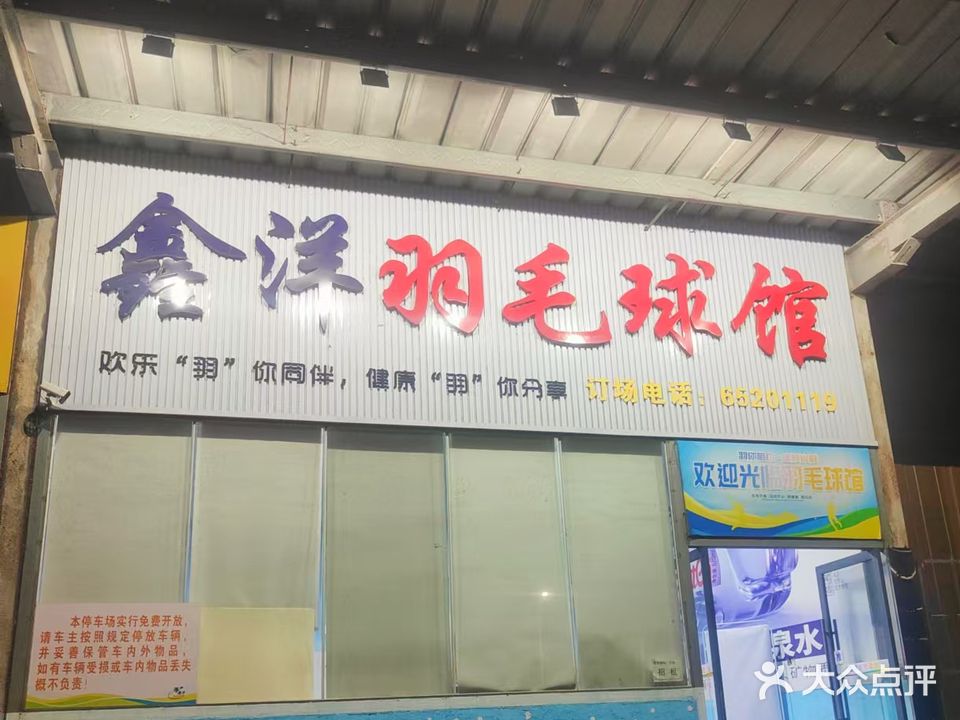 鑫洋羽毛球馆
欢乐“羽”你同伴，健康“羽”你分享 订场电话：65201119
欢迎光临羽毛球馆
本停车场实行免费开放，
请车主按照规定停放车辆，
并妥善保管车内外物品，
如有车辆受损或车内物品丢失
概不负责！
泉水
矿物
大众点评